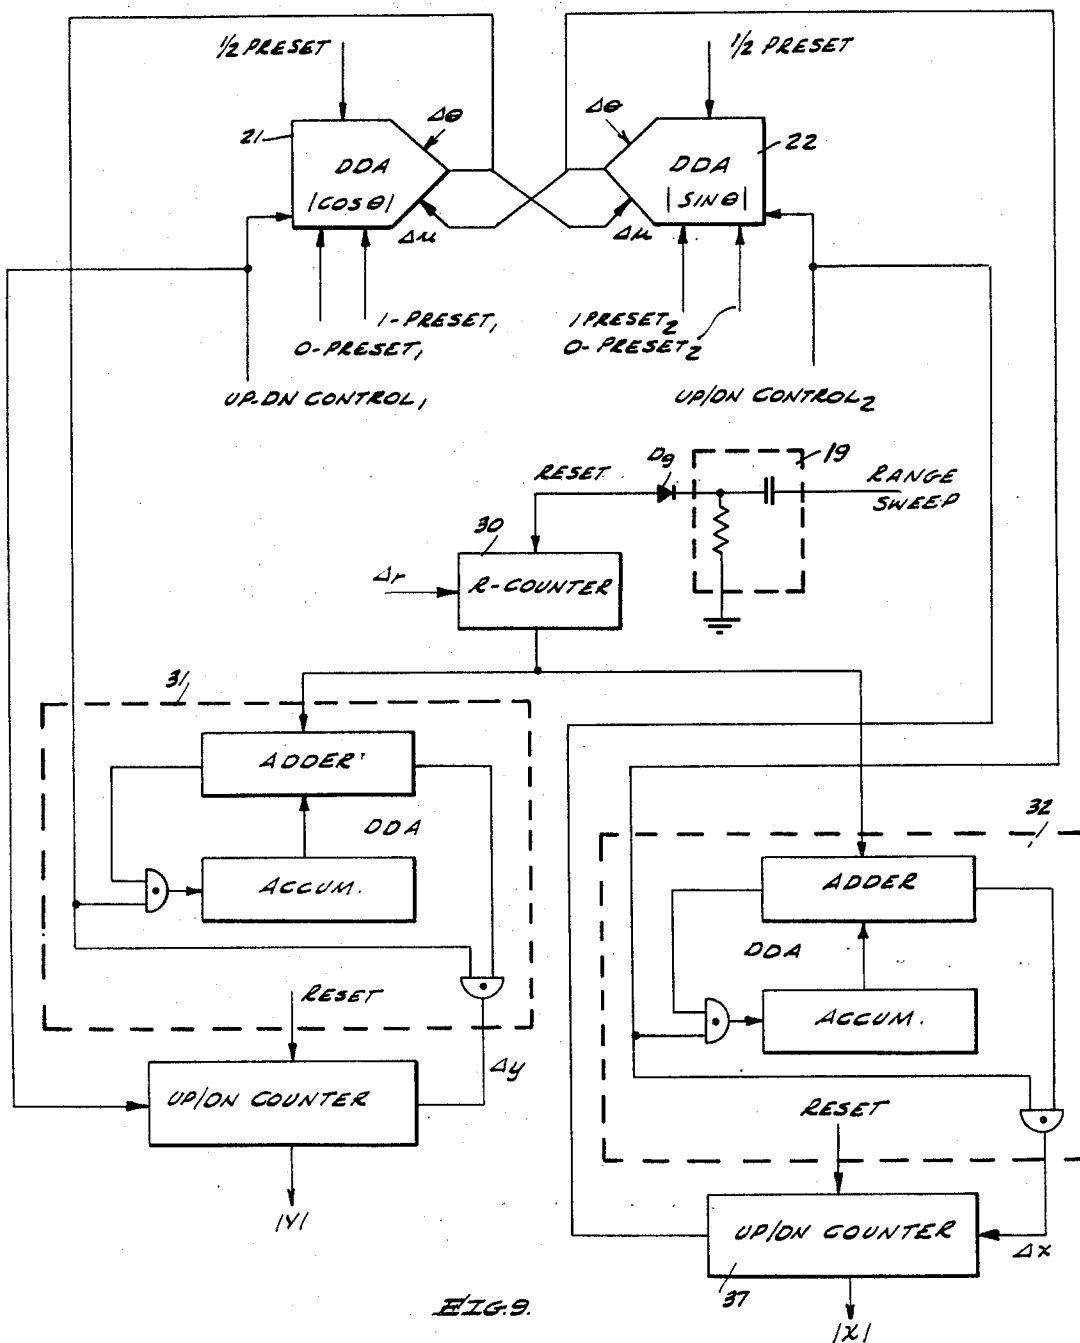 1/2 PRESET
1/2 PRESET
21
Δθ
Δθ
22
DDA
|COS θ|
DDA
|SIN θ|
Δμ
Δμ
1-PRESET1
0-PRESET1
1 PRESET2
0-PRESET2
UP-DN CONTROL1
UP/DN CONTROL2
D9
19
RESET
RANGE
SWEEP
30
Δr
R-COUNTER
31
ADDER
DDA
ACCUM.
32
ADDER
DDA
ACCUM.
RESET
Δy
UP/DN COUNTER
|Y|
RESET
UP/DN COUNTER
Δx
37
|X|
FIG.9.